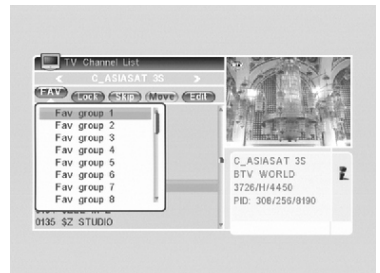 TV Channel List
< C_ASIASAT 3S >
FAV Lock Skip Move Edit
Fav group 1
Fav group 2
Fav group 3
Fav group 4
Fav group 5
Fav group 6
Fav group 7
Fav group 8
0135 $Z STUDIO
C_ASIASAT 3S
BTV WORLD
3726/H/4450
PID: 308/256/8190